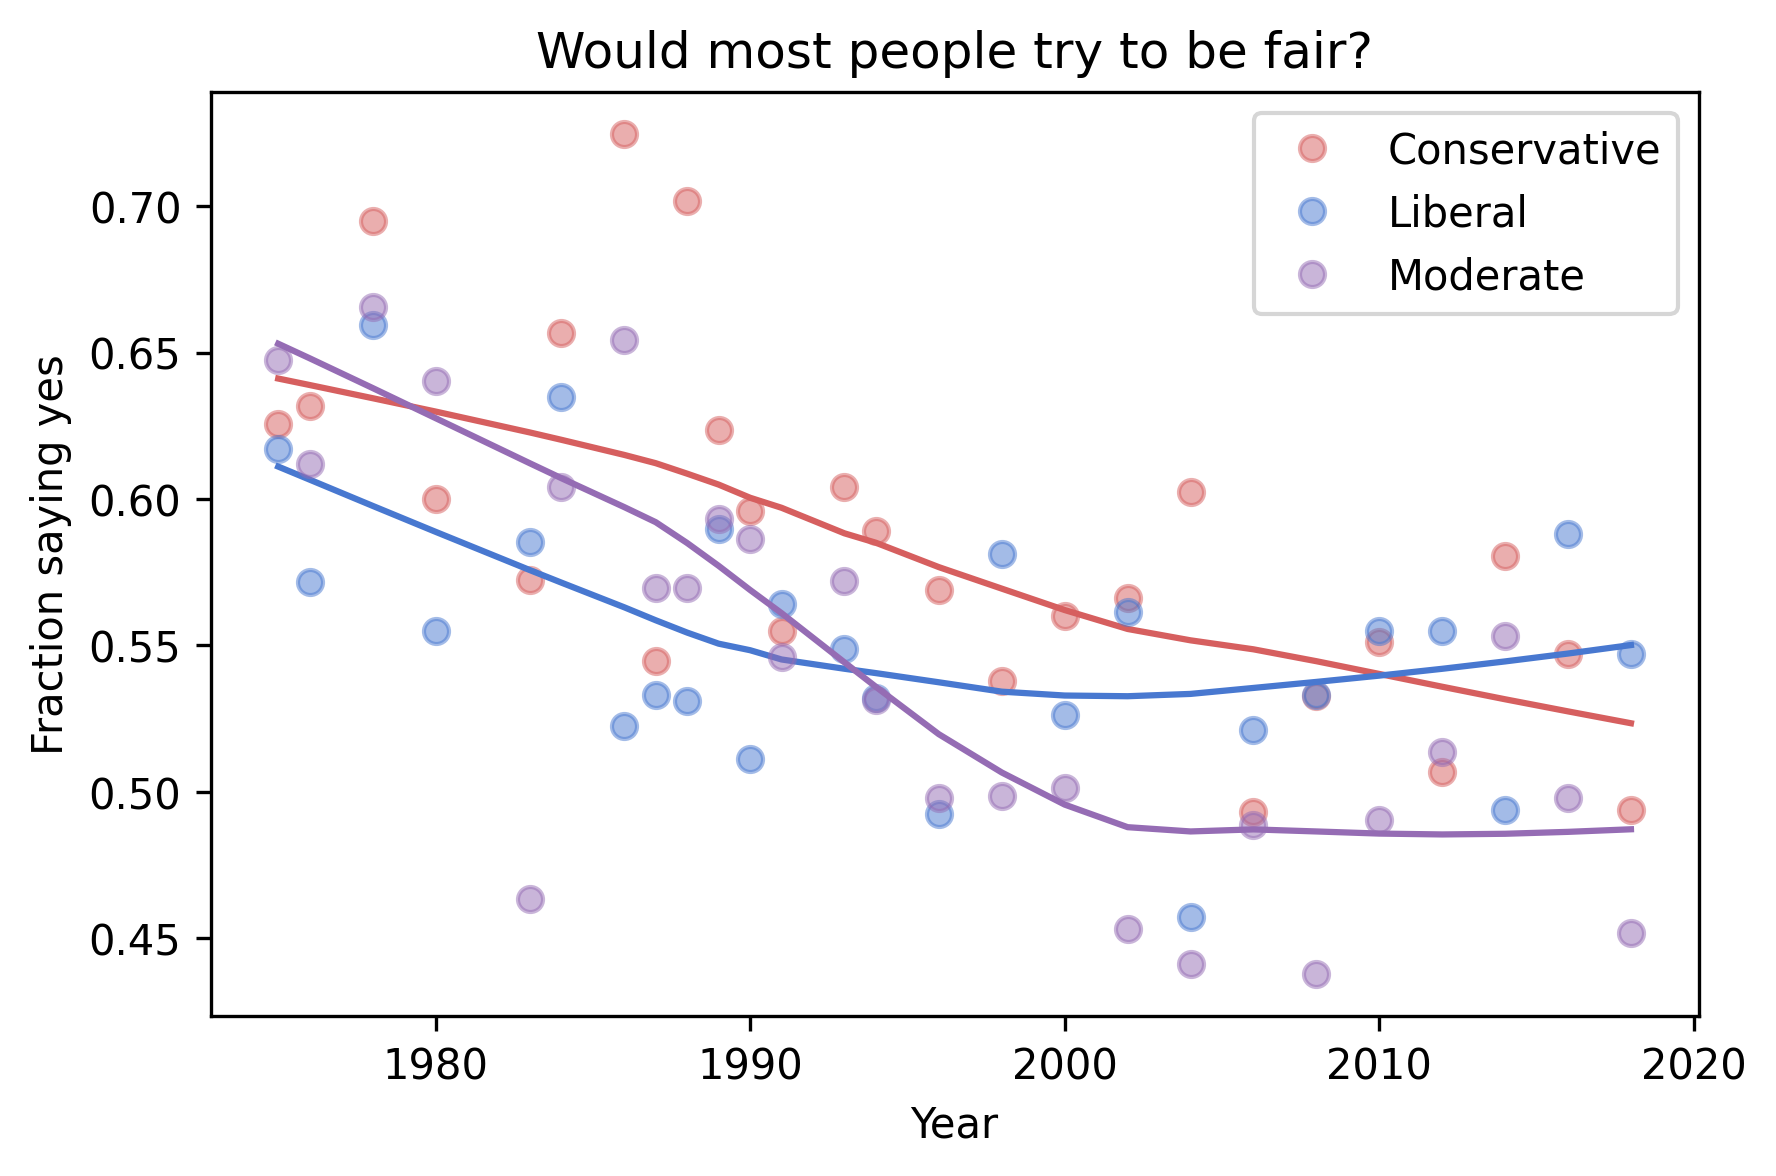 Would most people try to be fair?
Conservative
Liberal
Moderate
Fraction saying yes
0.70
0.65
0.60
0.55
0.50
0.45
1980
1990
2000
2010
2020
Year